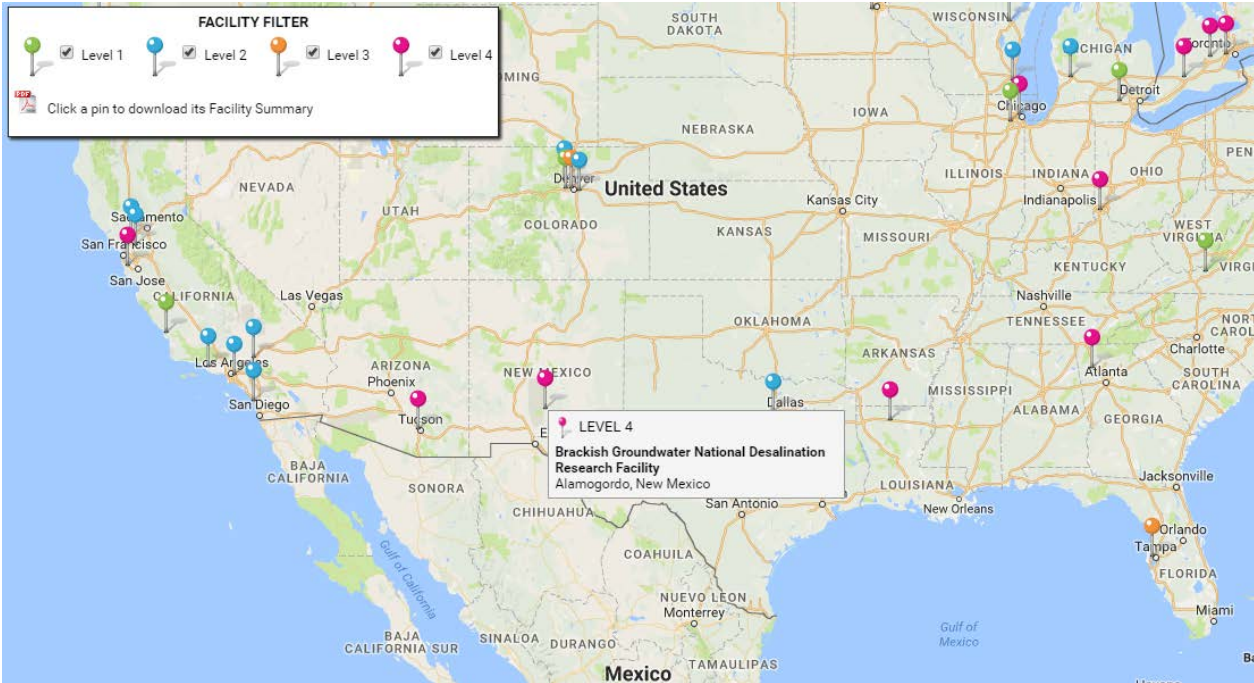 FACILITY FILTER
Level 1
Level 2
Level 3
Level 4
PDF
Click a pin to download its Facility Summary
SOUTH
DAKOTA
WISCONSIN
Toronto
Detroit
Chicago
IOWA
NEBRASKA
NEVADA
UTAH
United States
Denver
COLORADO
Kansas City
KANSAS
MISSOURI
ILLINOIS
INDIANA
OHIO
Indianapolis
WEST
VIRGINIA
KENTUCKY
Sacramento
San Francisco
San Jose
CALIFORNIA
Las Vegas
Los Angeles
San Diego
ARIZONA
Phoenix
Tucson
NEW MEXICO
OKLAHOMA
ARKANSAS
Nashville
TENNESSEE
Charlotte
Atlanta
SOUTH
CAROLINA
MISSISSIPPI
ALABAMA
GEORGIA
Dallas
LEVEL 4
Brackish Groundwater National Desalination
Research Facility
Alamogordo, New Mexico
San Antonio
LOUISIANA
New Orleans
Jacksonville
Orlando
Tampa
FLORIDA
Miami
BAJA
CALIFORNIA
SONORA
CHIHUAHUA
COAHUILA
Gulf of California
NUEVO LEON
Monterrey
BAJA
CALIFORNIA SUR
SINALOA
DURANGO
TAMAULIPAS
Mexico
Gulf of
Mexico